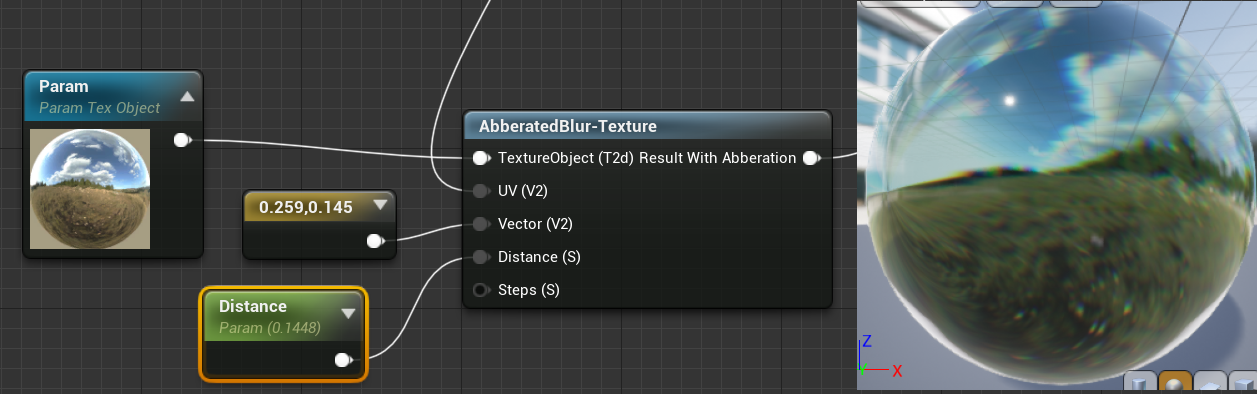 Param
Param Tex Object
0.259,0.145
Distance
Param (0.1448)
AbberatedBlur-Texture
TextureObject (T2d) Result With Abberation
UV (V2)
Vector (V2)
Distance (S)
Steps (S)
Z
Y
X